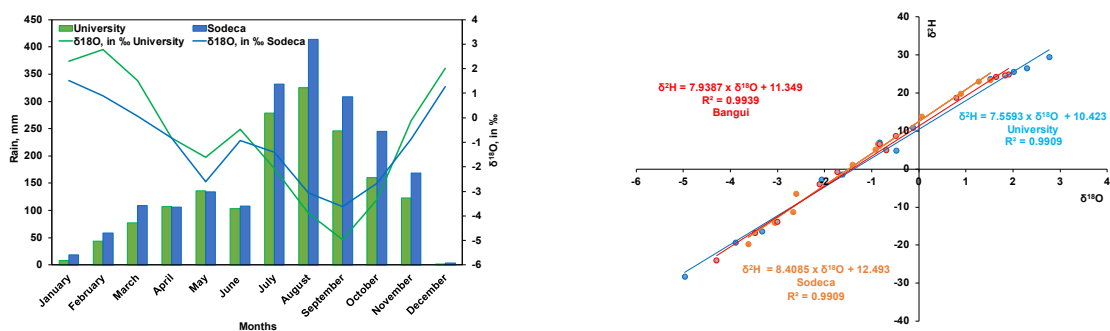 University
Sodeca
δ18O, in ‰ University
δ18O, in ‰ Sodeca
450
400
350
300
250
200
150
100
50
00
Rain, mm
4
3
2
1
0
-1
-2
-3
-4
-5
-6
δ¹⁸O, in ‰
January
February
March
April
May
June
July
August
September
October
November
December
Months
δ²H
40
30
20
10
0
-10
-20
-30
-40
-6
-5
-4
-3
-2
-1
0
1
2
3
4
δ¹⁸O
δ²H = 7.9387 x δ¹⁸O + 11.349
R² = 0.9939
Bangui
δ²H = 7.5593 x δ¹⁸O + 10.423
University
R² = 0.9909
δ²H = 8.4085 x δ¹⁸O + 12.493
Sodeca
R² = 0.9909